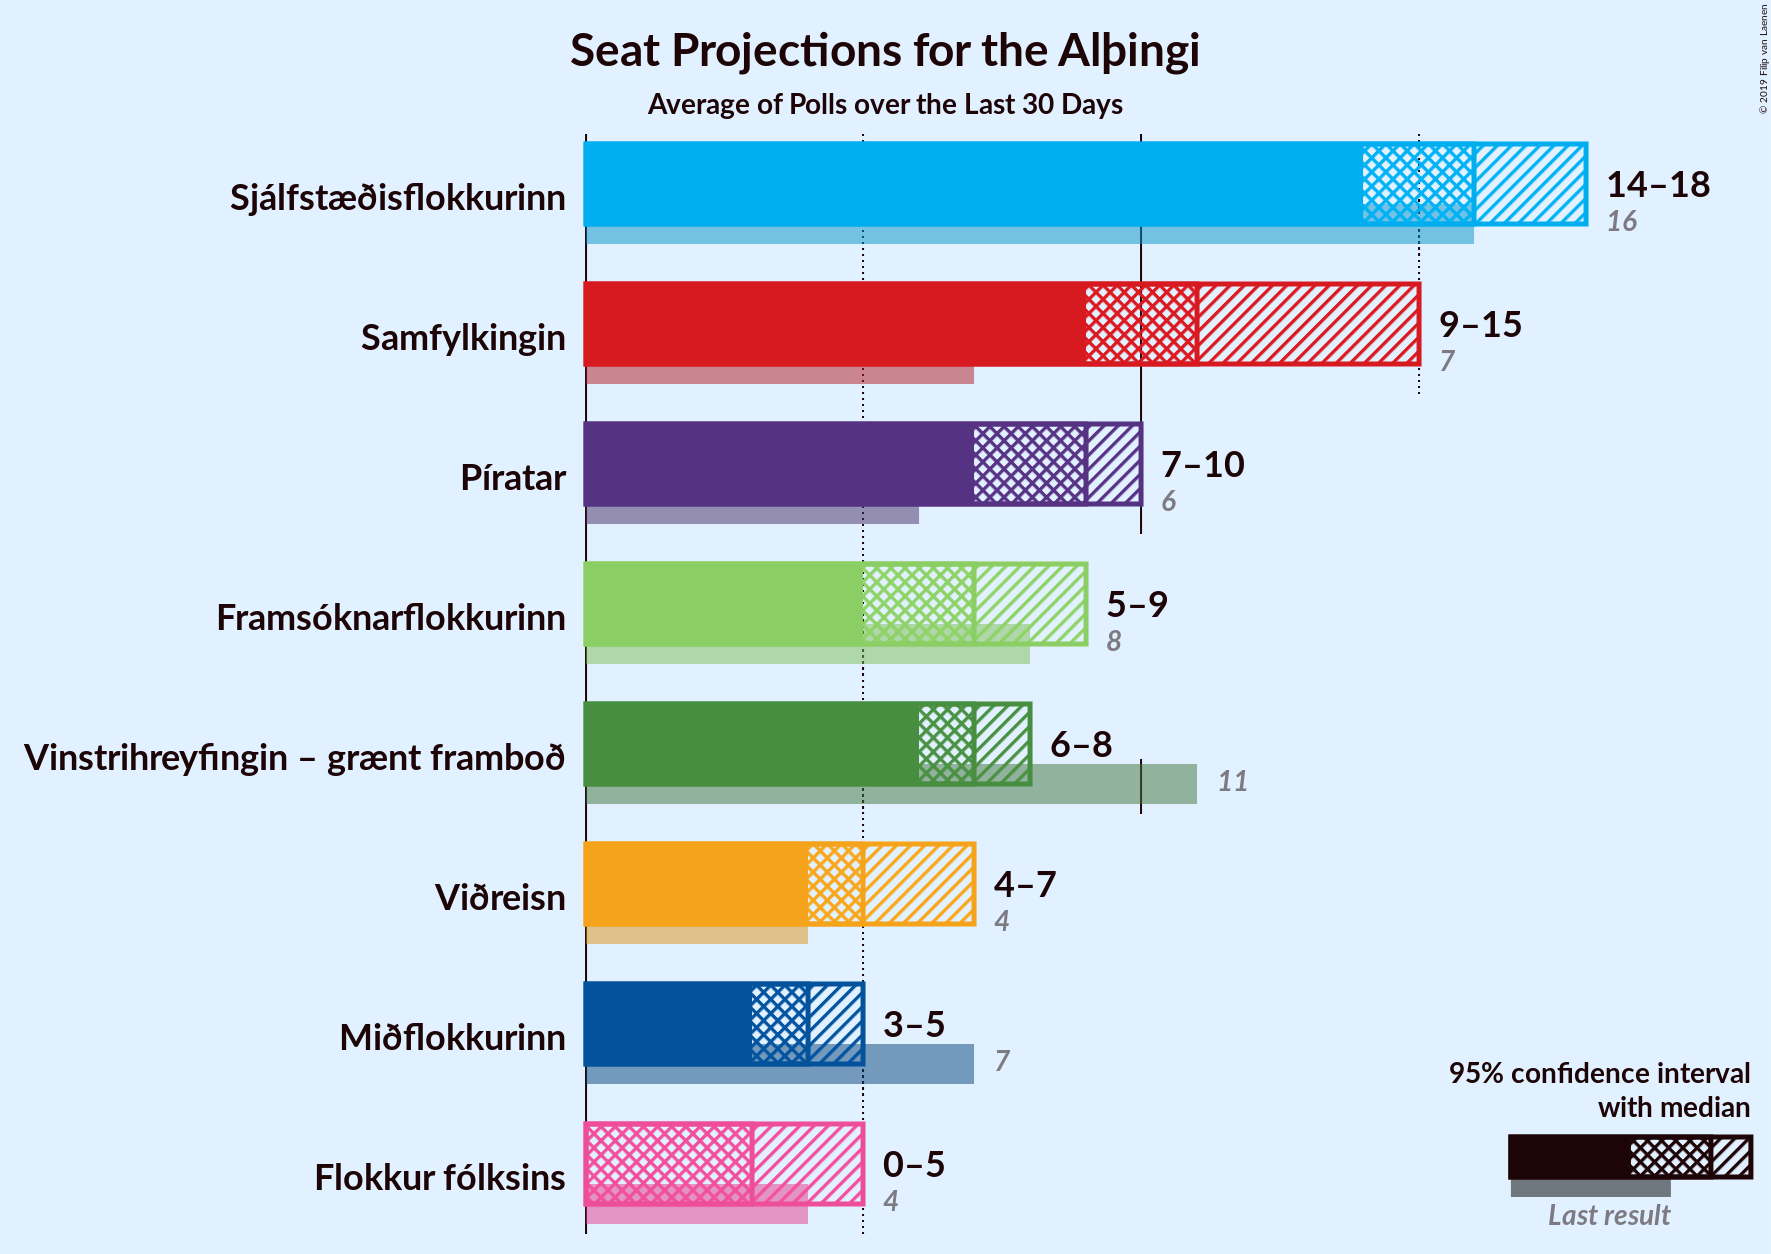 Seat Projections for the Alþingi
Average of Polls over the Last 30 Days
© 2019 Filip van Laenen
Sjálfstæðisflokkurinn
14–18
16
Samfylkingin
9–15
7
Píratar
7–10
6
Framsóknarflokkurinn
5–9
8
Vinstrihreyfingin – grænt framboð
6–8
11
Viðreisn
4–7
4
Miðflokkurinn
3–5
7
Flokkur fólksins
0–5
4
95% confidence interval
with median
Last result